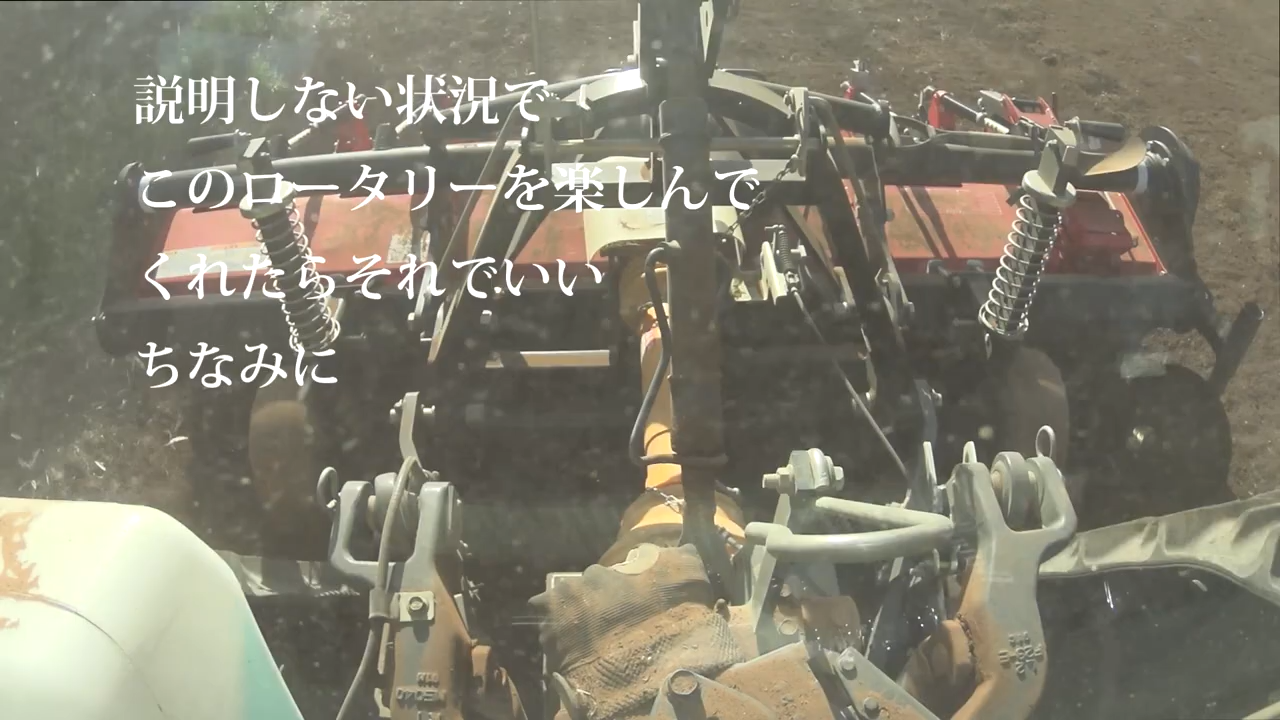 説明しない状況で
このロータリーを楽しんで
くれたらそれでいい
ちなみに